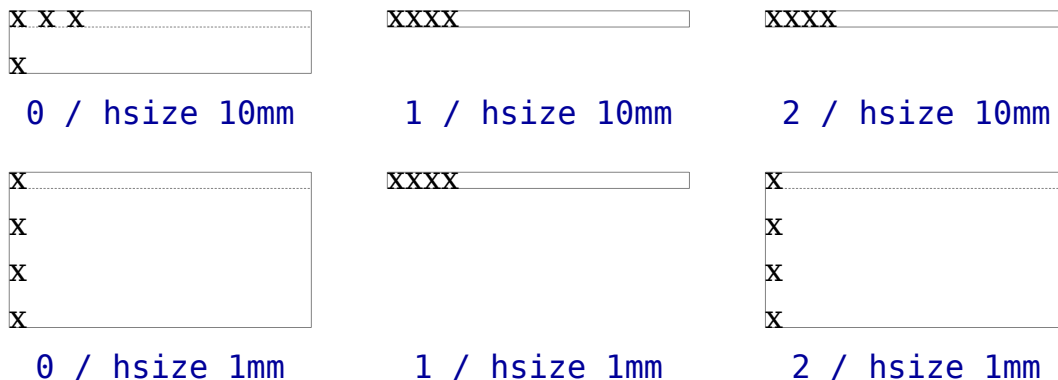 x x x xxxx xxxx
x
0 / hsize 10mm 1 / hsize 10mm 2 / hsize 10mm
x xxxx x
x x
x x
x x
0 / hsize 1mm 1 / hsize 1mm 2 / hsize 1mm